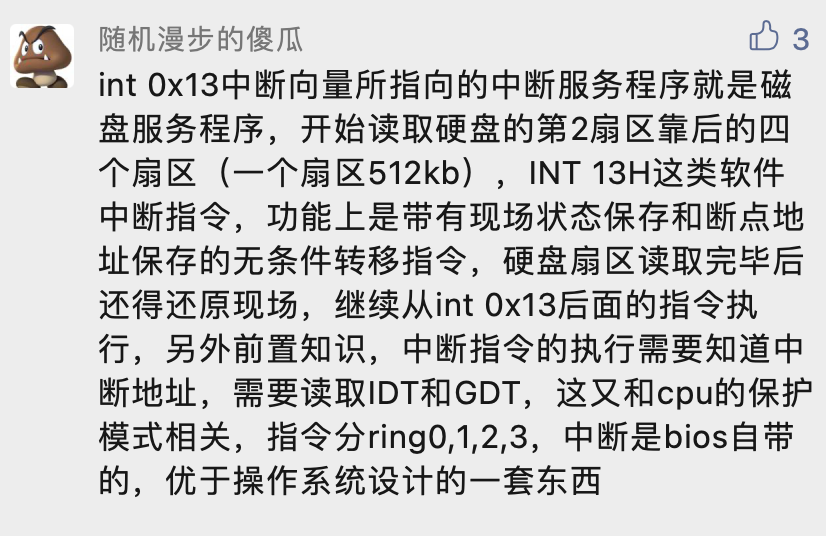 随机漫步的傻瓜
3
int 0x13中断向量所指向的中断服务程序就是磁
盘服务程序，开始读取硬盘的第2扇区靠后的四
个扇区（一个扇区512kb），INT 13H这类软件
中断指令，功能上是带有现场状态保存和断点地
址保存的无条件转移指令，硬盘扇区读取完毕后
还得还原现场，继续从int 0x13后面的指令执
行，另外前置知识，中断指令的执行需要知道中
断地址，需要读取IDT和GDT，这又和cpu的保护
模式相关，指令分ring0,1,2,3，中断是bios自带
的，优于操作系统设计的一套东西